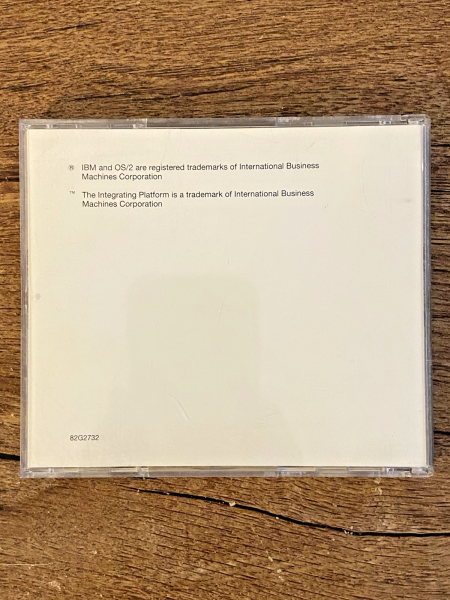 ® IBM and OS/2 are registered trademarks of International Business
Machines Corporation
™ The Integrating Platform is a trademark of International Business
Machines Corporation
82G2732